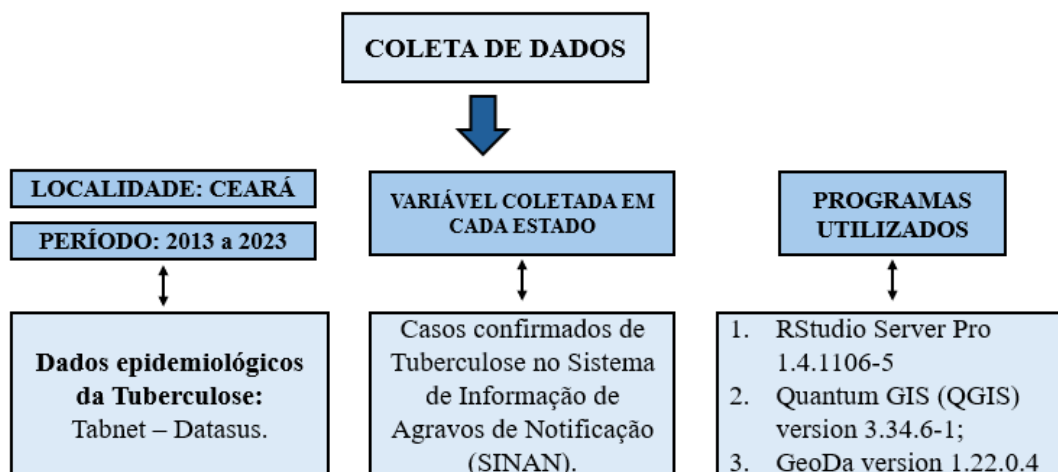 COLETA DE DADOS
LOCALIDADE: CEARÁ
PERÍODO: 2013 a 2023
Dados epidemiológicos
da Tuberculose:
Tabnet – Datasus.
VARIÁVEL COLETADA EM
CADA ESTADO
Casos confirmados de
Tuberculose no Sistema
de Informação de
Agravos de Notificação
(SINAN).
PROGRAMAS
UTILIZADOS
1. RStudio Server Pro
1.4.1106-5
2. Quantum GIS (QGIS)
version 3.34.6-1;
3. GeoDa version 1.22.0.4